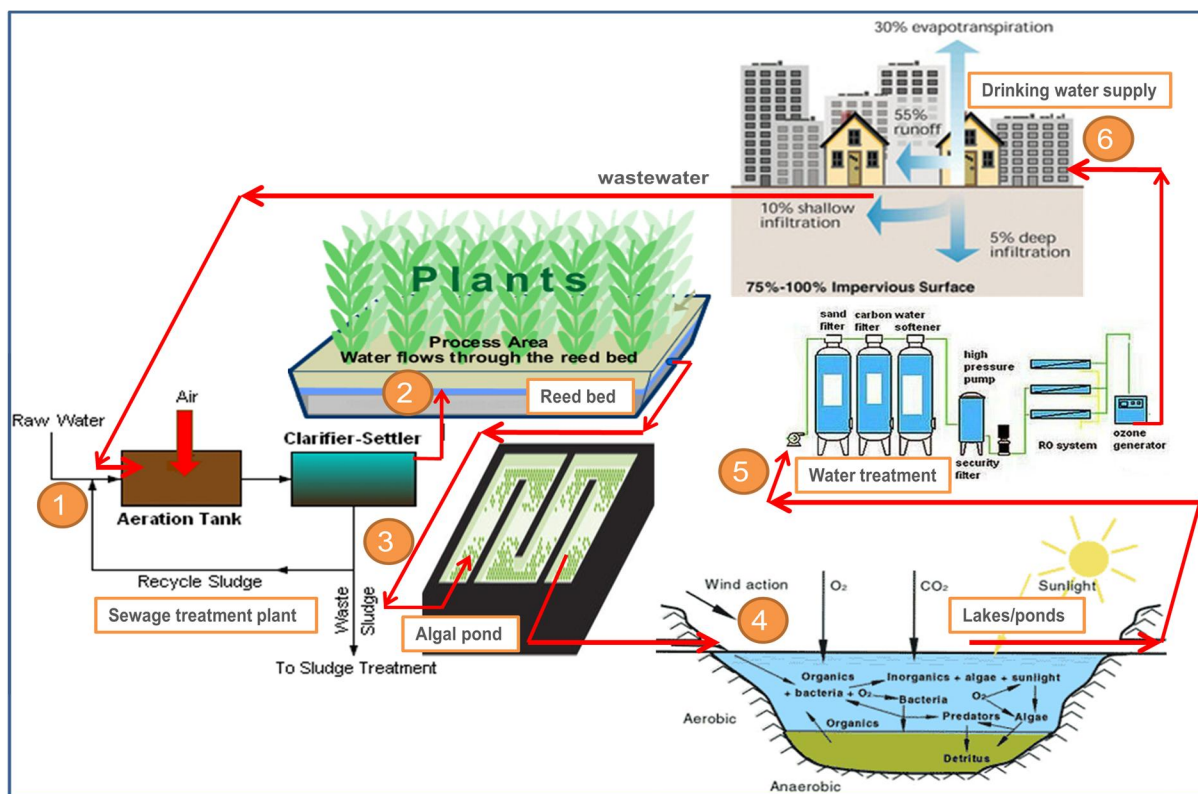 30% evapotranspiration
Drinking water supply
55%
runoff
6
wastewater
10% shallow
infiltration
5% deep
infiltration
75%-100% Impervious Surface
Plants
Process Area
Water flows through the reed bed
2
Reed bed
sand
filter
carbon
filter
water
softener
high
pressure
pump
RO system
ozone
generator
security
filter
5
Water treatment
Raw Water
Air
Clarifier-Settler
1
Aeration Tank
3
Recycle Sludge
Waste
Sludge
Sewage treatment plant
To Sludge Treatment
Algal pond
Wind action
4
O2
CO2
Sunlight
Lakes/ponds
Organics
+ bacteria + O2
Inorganics + algae + sunlight
Bacteria
O2
Organics
Predators
Algae
Detritus
Aerobic
Anaerobic